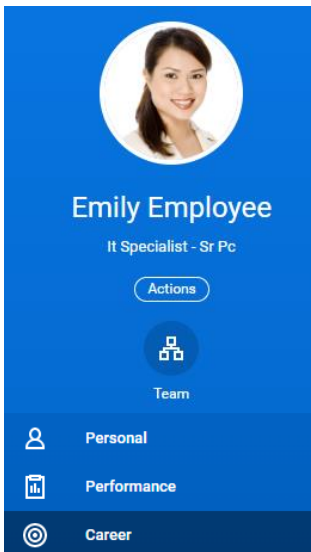 Emily Employee
It Specialist - Sr Pc
Actions
Team
Personal
Performance
Career